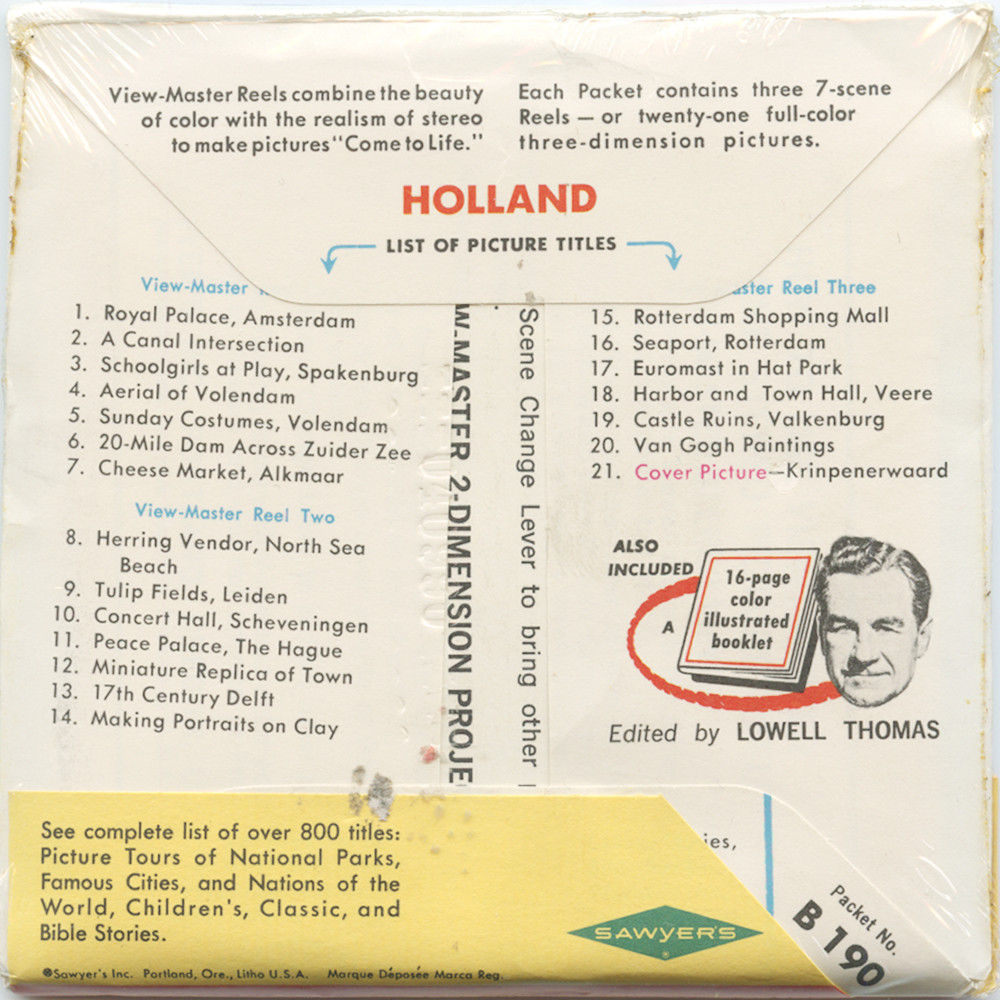 View-Master Reels combine the beauty
of color with the realism of stereo
to make pictures "Come to Life."
Each Packet contains three 7-scene
Reels — or twenty-one full-color
three-dimension pictures.
HOLLAND
LIST OF PICTURE TITLES
View-Master
1. Royal Palace, Amsterdam
2. A Canal Intersection
3. Schoolgirls at Play, Spakenburg
4. Aerial of Volendam
5. Sunday Costumes, Volendam
6. 20-Mile Dam Across Zuider Zee
7. Cheese Market, Alkmaar
View-Master Reel Two
8. Herring Vendor, North Sea
Beach
9. Tulip Fields, Leiden
10. Concert Hall, Scheveningen
11. Peace Palace, The Hague
12. Miniature Replica of Town
13. 17th Century Delft
14. Making Portraits on Clay
W-MASTER 2-DIMENSION PROJE
Scene Change Lever to bring other
ster Reel Three
15. Rotterdam Shopping Mall
16. Seaport, Rotterdam
17. Euromast in Hat Park
18. Harbor and Town Hall, Veere
19. Castle Ruins, Valkenburg
20. Van Gogh Paintings
21. Cover Picture—Krinpenerwaard
ALSO
INCLUDED
A
16-page
color
illustrated
booklet
Edited by LOWELL THOMAS
See complete list of over 800 titles:
Picture Tours of National Parks,
Famous Cities, and Nations of the
World, Children's, Classic, and
Bible Stories.
ies,
SAWYER'S
®
Packet No.
B 190
®Sawyer's Inc. Portland, Ore., Litho U.S.A. Marque Déposée Marca Reg.